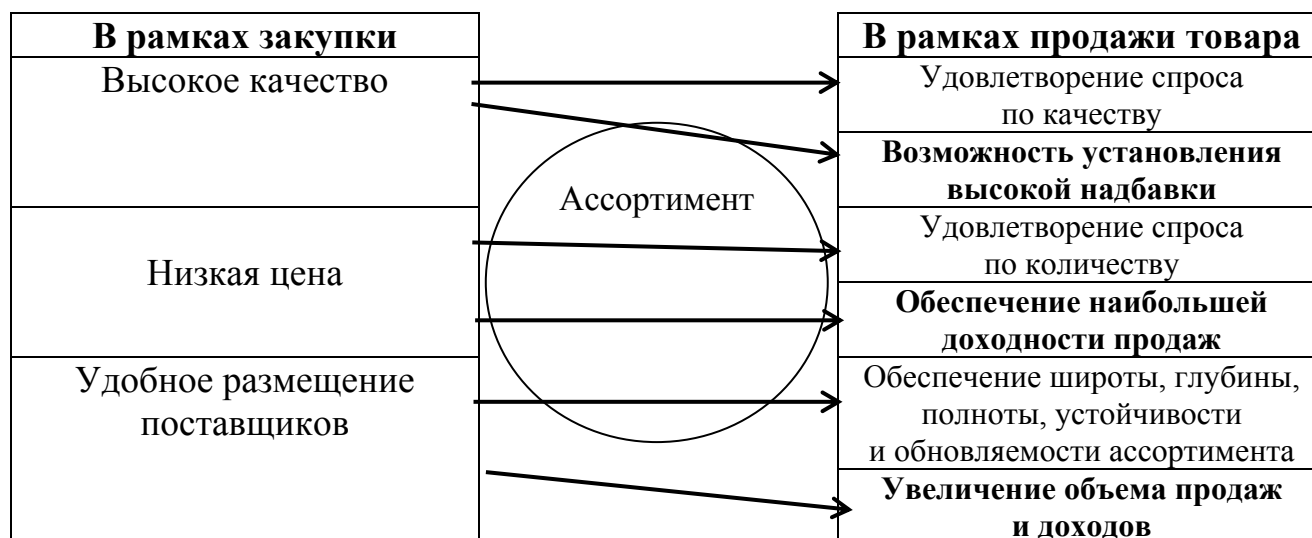 В рамках закупки
Высокое качество
Низкая цена
Удобное размещение
поставщиков
Ассортимент
В рамках продажи товара
Удовлетворение спроса
по качеству
Возможность установления
высокой надбавки
Удовлетворение спроса
по количеству
Обеспечение наибольшей
доходности продаж
Обеспечение широты, глубины,
полноты, устойчивости
и обновляемости ассортимента
Увеличение объема продаж
и доходов